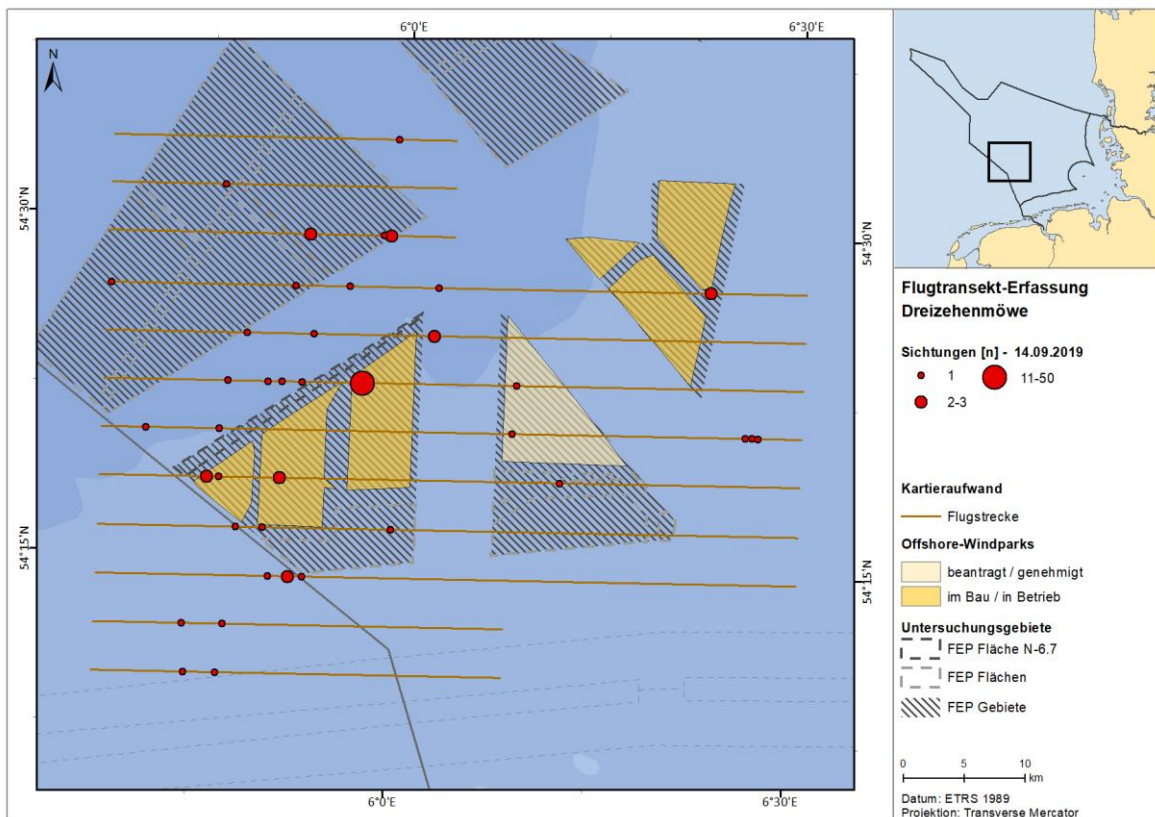 6°0'E
6°30'E
N
54°30'N
54°30'N
54°15'N
54°15'N
6°0'E
6°30'E
Flugtransekt-Erfassung
Dreizehenmöwe
Sichtungen [n] - 14.09.2019
1
11-50
2-3
Kartieraufwand
Flugstrecke
Offshore-Windparks
beantragt / genehmigt
im Bau / in Betrieb
Untersuchungsgebiete
FEP Fläche N-6.7
FEP Flächen
FEP Gebiete
0 5 10
km
Datum: ETRS 1989
Projektion: Transverse Mercator